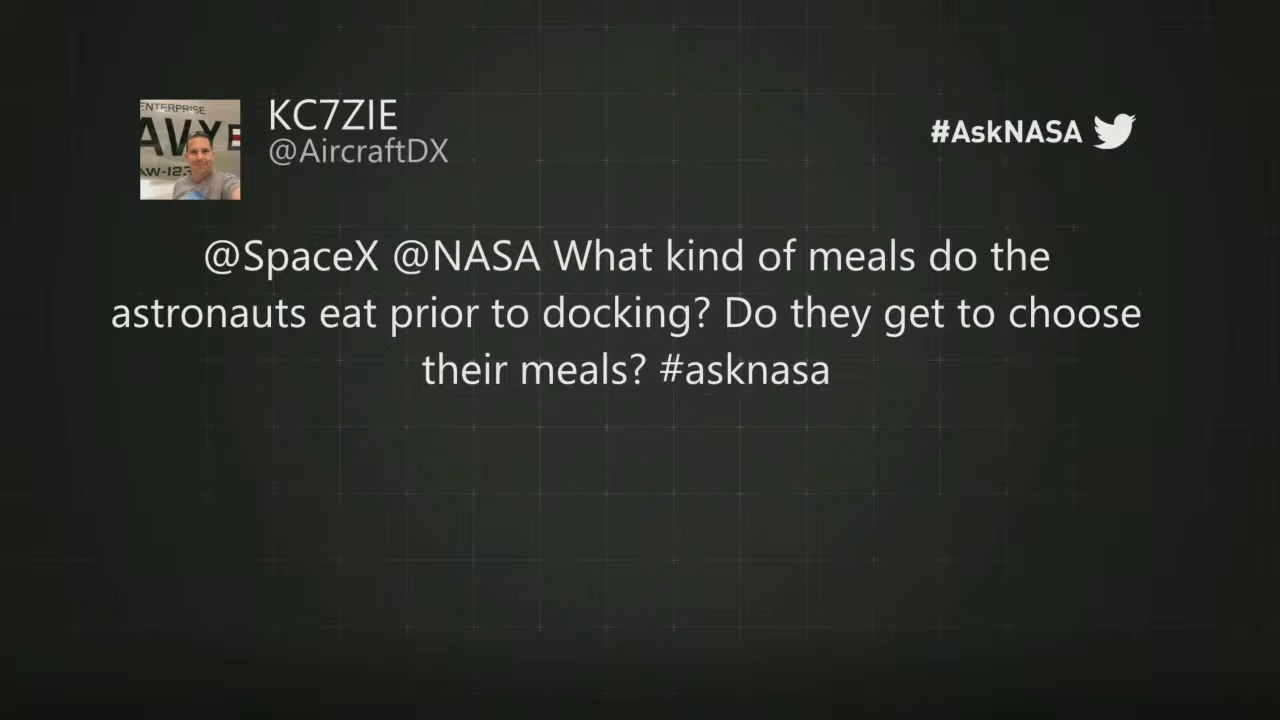 ENTERPRISE
KC7ZIE
@AircraftDX
#AskNASA
@SpaceX @NASA What kind of meals do the
astronauts eat prior to docking? Do they get to choose
their meals? #asknasa